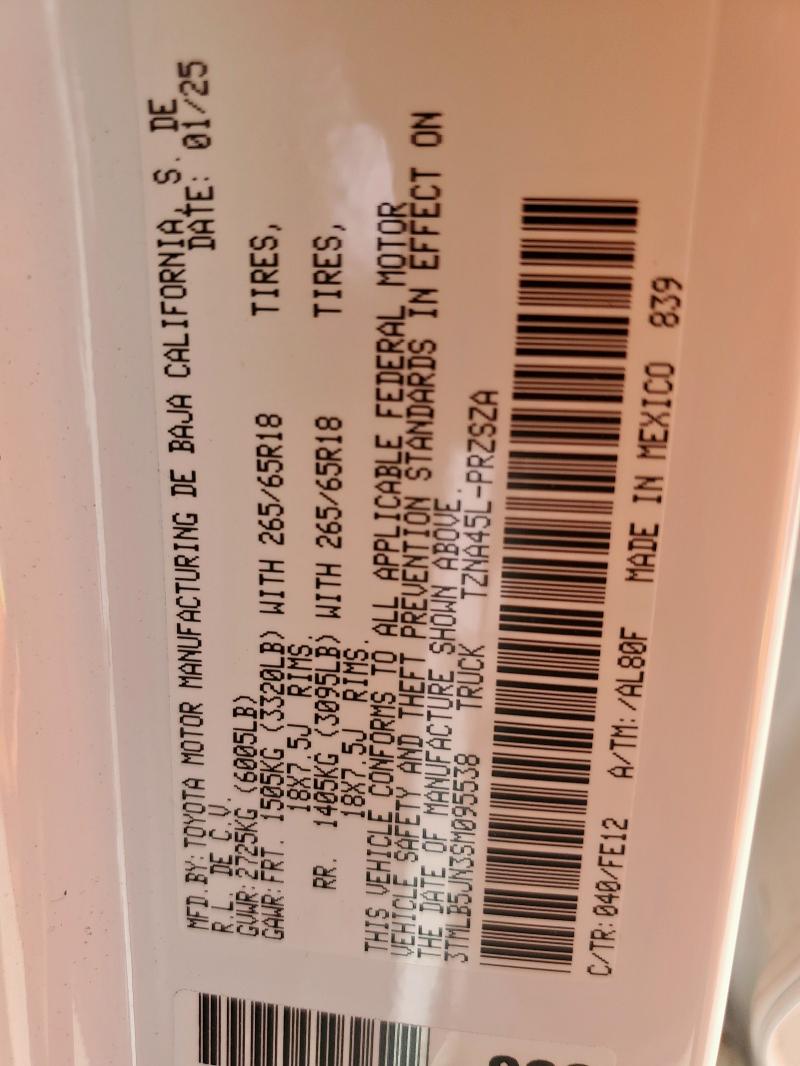 MFD.BY:TOYOTA MOTOR MANUFACTURING DE BAJA CALIFORNIA, S. DE
R.L. DE C.V. DATE: 01/25
GVWR:2725KG (6005LB)
GAWR:FRT. 1505KG (3320LB) WITH 265/65R18 TIRES,
18X7.5J RIMS.
RR. 1405KG (3095LB) WITH 265/65R18 TIRES,
18X7.5J RIMS.
THIS VEHICLE CONFORMS TO ALL APPLICABLE FEDERAL MOTOR
VEHICLE SAFETY AND THEFT PREVENTION STANDARDS IN EFFECT ON
THE DATE OF MANUFACTURE SHOWN ABOVE.
3TMLB5JN3SM095538 TRUCK TZNA45L-PRZSZA
C/TR:040/FE12 A/TM:/AL80F MADE IN MEXICO 839